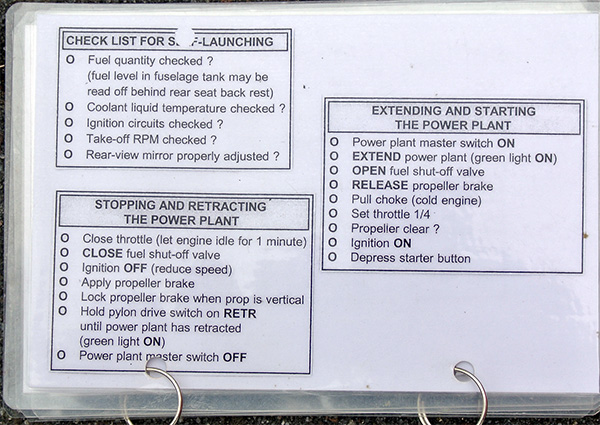 CHECK LIST FOR S F-LAUNCHING
O Fuel quantity checked ?
(fuel level in fuselage tank may be
read off behind rear seat back rest)
O Coolant liquid temperature checked ?
O Ignition circuits checked ?
O Take-off RPM checked ?
O Rear-view mirror properly adjusted ?
STOPPING AND RETRACTING
THE POWER PLANT
O Close throttle (let engine idle for 1 minute)
O CLOSE fuel shut-off valve
O Ignition OFF (reduce speed)
O Apply propeller brake
O Lock propeller brake when prop is vertical
O Hold pylon drive switch on RETR
until power plant has retracted
(green light ON)
O Power plant master switch OFF
EXTENDING AND STARTING
THE POWER PLANT
O Power plant master switch ON
O EXTEND power plant (green light ON)
O OPEN fuel shut-off valve
O RELEASE propeller brake
O Pull choke (cold engine)
O Set throttle 1/4
O Propeller clear ?
O Ignition ON
O Depress starter button